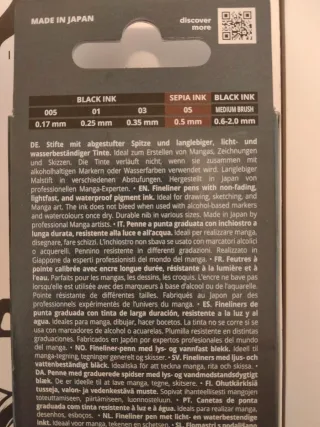 MADE IN JAPAN
discover
more
BLACK INK SEPIA INK BLACK INK
005 01 03 05 MEDIUM BRUSH
0.17 mm 0.25 mm 0.35 mm 0.5 mm 0.6-2.0 mm
DE. Stifte mit abgestufter Spitze und langlebiger, licht- und
wasserbeständiger Tinte. Ideal zum Erstellen von Mangas, Zeichnungen
und Skizzen. Die Tinte verläuft nicht, wenn sie zusammen mit
alkoholhaltigen Markern oder Wasserfarben verwendet wird. Langlebiger
Malstift in verschiedenen Abstufungen. Hergestellt in Japan von
professionellen Manga-Experten. • EN. Fineliner pens with non-fading,
lightfast, and waterproof pigment ink. Ideal for drawing, sketching, and
Manga art. The ink does not bleed when used with alcohol-based markers
and watercolours once dry. Durable nib in various sizes. Made in Japan by
professional Manga artists. • IT. Penne a punta graduata con inchiostro a
lunga durata, resistente alla luce e all'acqua. Ideali per realizzare manga,
disegnare, fare schizzi. L'inchiostro non sbava se usato con marcatori alcolici
o acquerelli. Pennino resistente in differenti gradazioni. Realizzato in
Giappone da esperti professionisti del mondo del manga. • FR. Feutres à
pointe calibrée avec encre longue durée, résistante à la lumière et à
l'eau. Parfaits pour les mangas, les dessins, les croquis. L'encre ne bave pas
lorsqu'elle est utilisée avec des marqueurs à base d'alcool ou de l'aquarelle.
Pointe résistante de différentes tailles. Fabriqués au Japon par des
professionnels expérimentés de l'univers du manga. • ES. Fineliners de
punta graduada con tinta de larga duración, resistente a la luz y al
agua. Ideales para manga, dibujar, hacer bocetos. La tinta no se corre si se
usa con marcadores de alcohol o acuarelas. Plumilla resistente en distintas
graduaciones. Fabricados en Japón por expertos profesionales del mundo del
manga. • NO. Fineliner-penn med lys- og vannfast blekk. Ideell til
manga-tegning, tegninger generelt og skisser. • SV. Fineliners med ljus- och
vattenbeständigt bläck. Idealiska för att teckna manga, rita och skissa. •
DA. Penne med graduerede spidser med lys- og vandmodstandsdygtigt
blæk. De er ideelle til at lave manga, tegne, skitsere. • FI. Ohutkärkisiä
tusseja, valon- ja vedenkestävä muste. Sopivat ihanteellisesti mangojen
toteuttamiseen, piirtämiseen, luonnosteluun. • PT. Canetas de punta
graduada com tinta resistente à luz e à água. Ideais para realizar manga,
desenhos, esboços. • NL. Fineliner pen met licht- en waterbestendige
inkt. Ideaal voor manga, tekenen en schetsen.